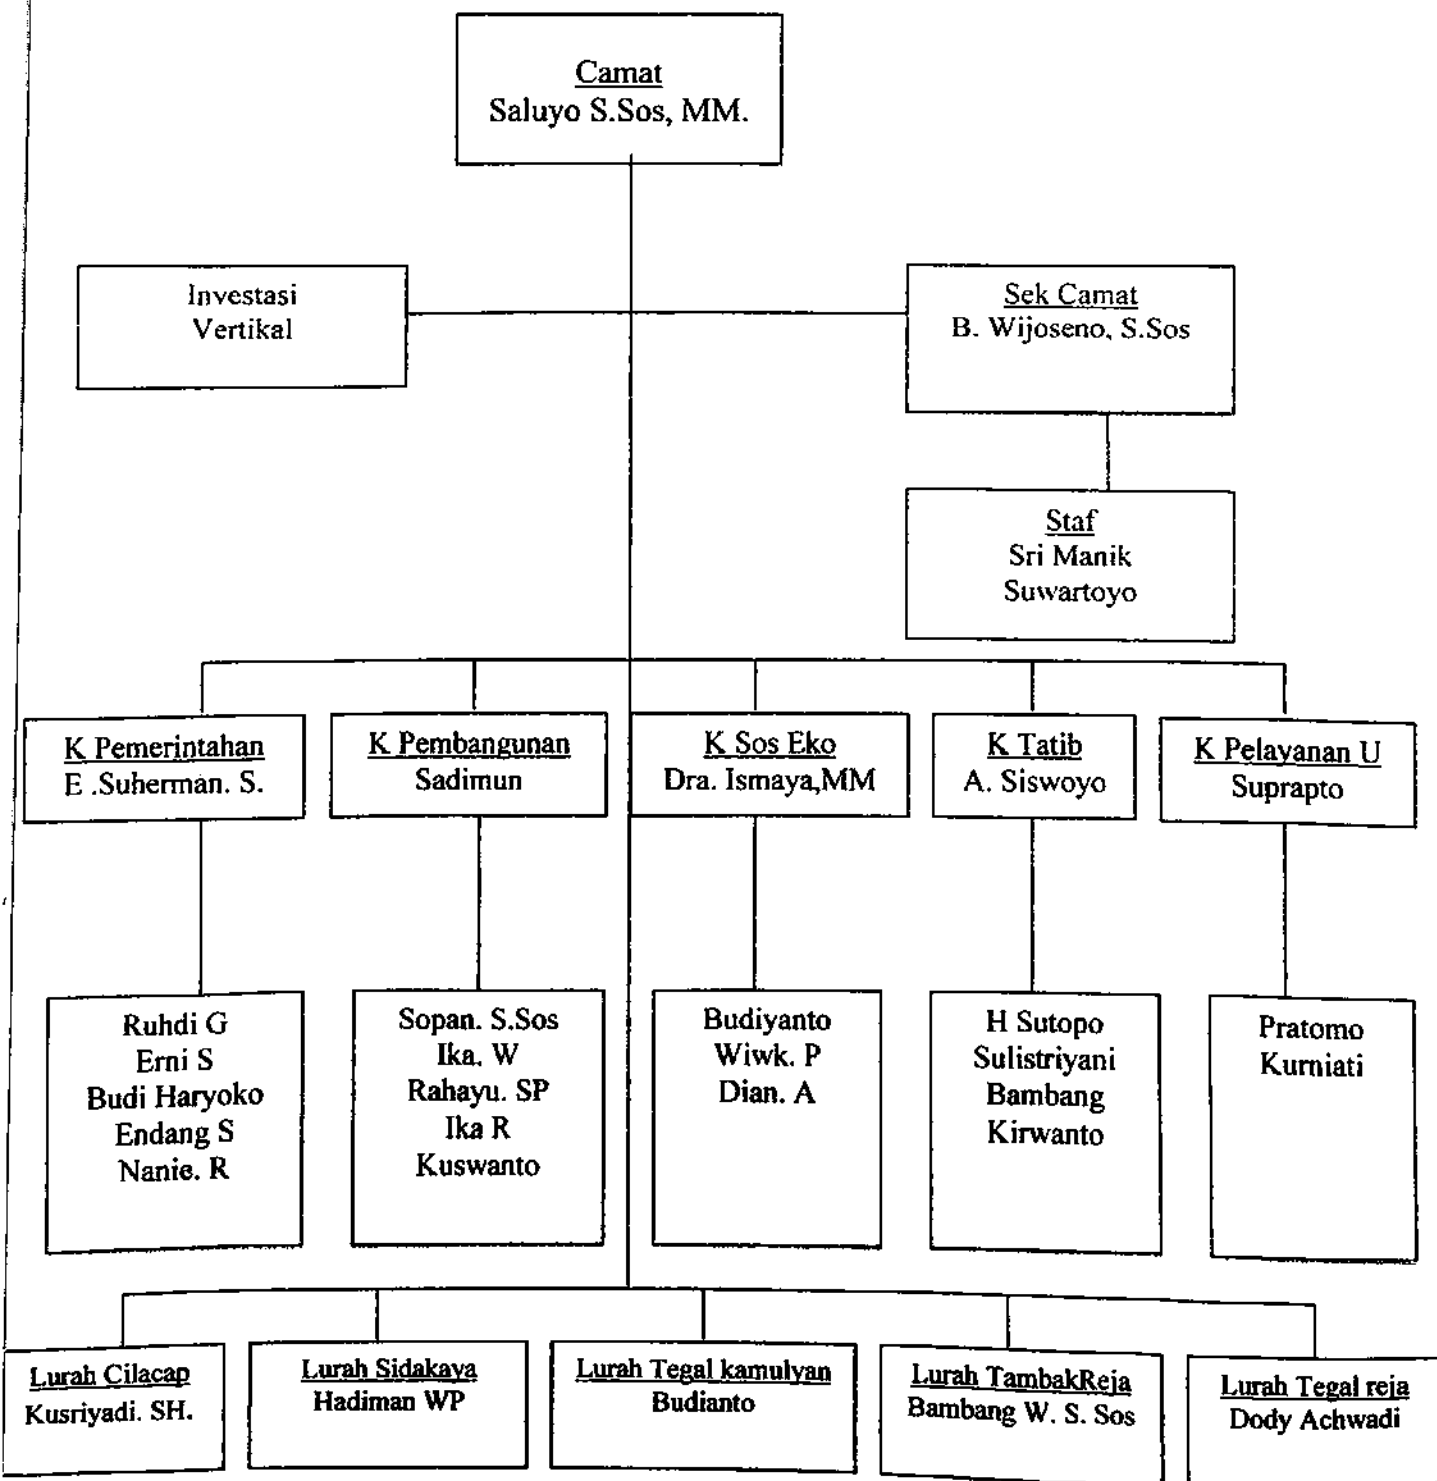 Camat
Saluyo S.Sos, MM.
Investasi
Vertikal
Sek Camat
B. Wijoseno, S.Sos
Staf
Sri Manik
Suwartoyo
K Pemerintahan
E .Suherman. S.
K Pembangunan
Sadimun
K Sos Eko
Dra. Ismaya,MM
K Tatib
A. Siswoyo
K Pelayanan U
Suprapto
Ruhdi G
Erni S
Budi Haryoko
Endang S
Nanie. R
Sopan. S.Sos
Ika. W
Rahayu. SP
Ika R
Kuswanto
Budiyanto
Wiwk. P
Dian. A
H Sutopo
Sulistriyani
Bambang
Kirwanto
Pratomo
Kurniati
Lurah Cilacap
Kusriyadi. SH.
Lurah Sidakaya
Hadiman WP
Lurah Tegal kamulyan
Budianto
Lurah TambakReja
Bambang W. S. Sos
Lurah Tegal reja
Dody Achwadi